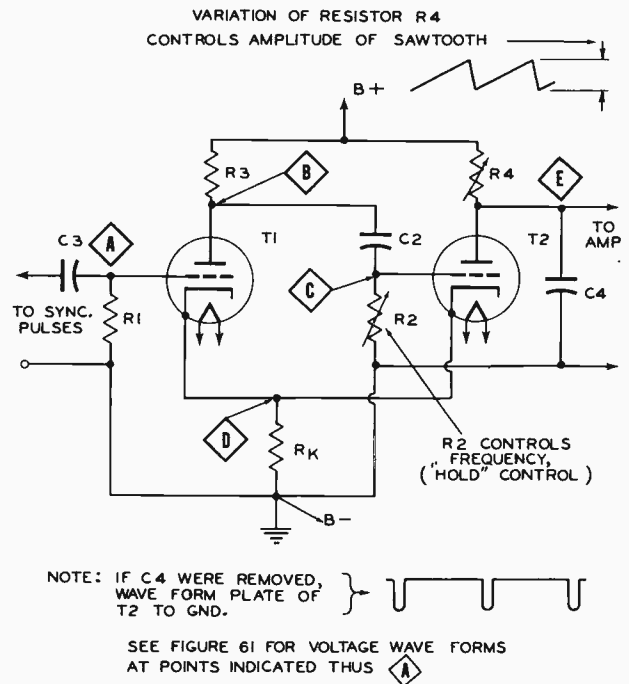 VARIATION OF RESISTOR R4
CONTROLS AMPLITUDE OF SAWTOOTH
B+
R3
B
R4
E
C3
A
T1
C2
T2
TO
AMP
C4
C
TO SYNC.
PULSES
R1
R2
D
RK
R2 CONTROLS
FREQUENCY,
("HOLD" CONTROL)
B-
NOTE: IF C4 WERE REMOVED,
WAVE FORM PLATE OF
T2 TO GND.
SEE FIGURE 61 FOR VOLTAGE WAVE FORMS
AT POINTS INDICATED THUS A